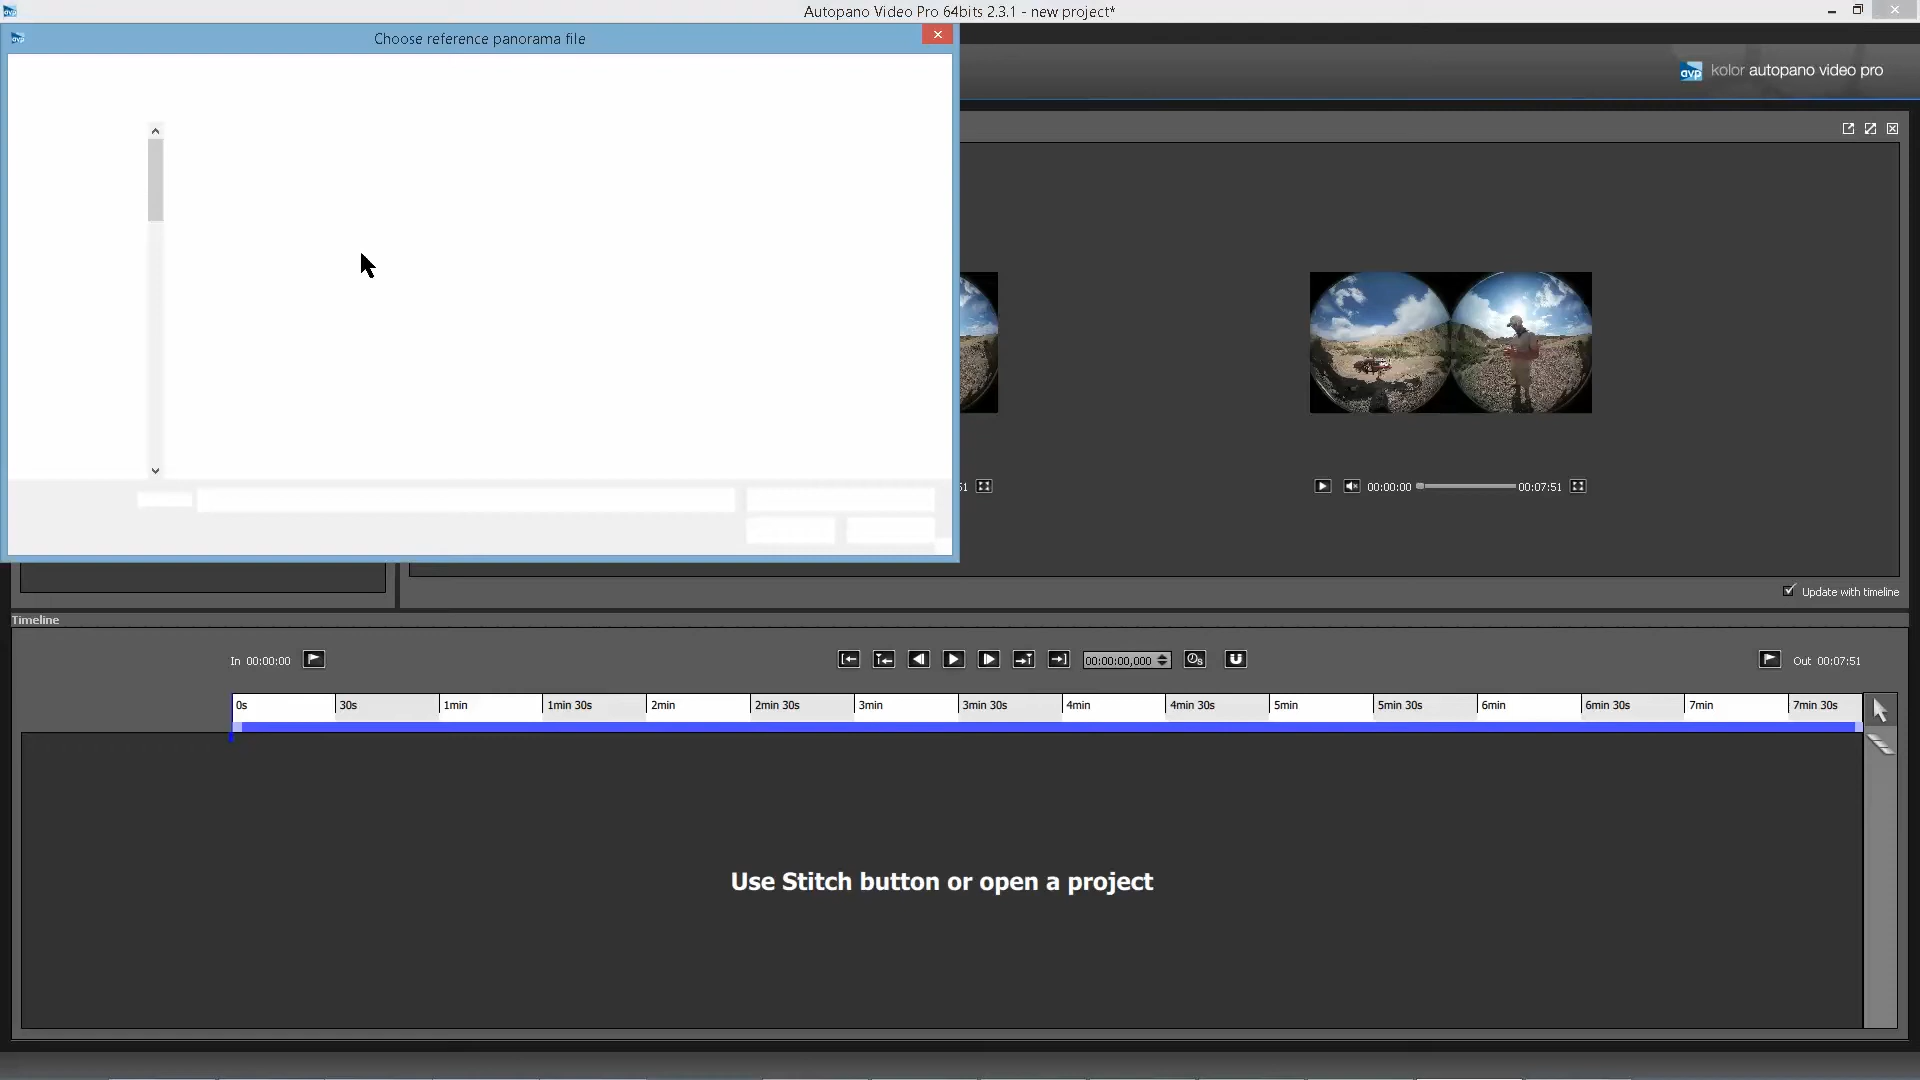 Autopano Video Pro 64bits 2.3.1 - new project*
avp
Choose reference panorama file
avp kolor autopano video pro
51
00:00:00 00:07:51
Update with timeline
Timeline
In 00:00:00
00:00:00,000
Out 00:07:51
0s 30s 1min 1min 30s 2min 2min 30s 3min 3min 30s 4min 4min 30s 5min 5min 30s 6min 6min 30s 7min 7min 30s
Use Stitch button or open a project